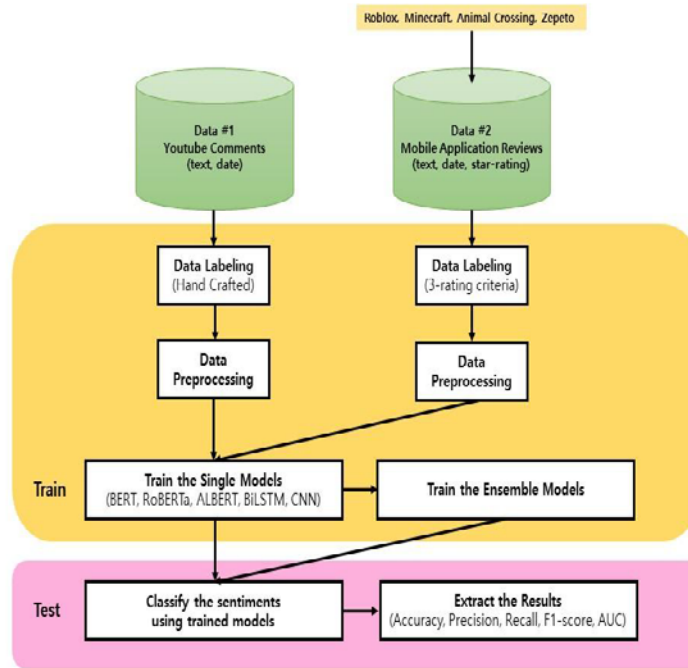 Roblox, Minecraft, Animal Crossing, Zepeto
Data #1
Youtube Comments
(text, date)
Data #2
Mobile Application Reviews
(text, date, star-rating)
Data Labeling
(Hand Crafted)
Data Labeling
(3-rating criteria)
Data
Preprocessing
Data
Preprocessing
Train
Train the Single Models
(BERT, RoBERTa, ALBERT, BiLSTM, CNN)
Train the Ensemble Models
Test
Classify the sentiments
using trained models
Extract the Results
(Accuracy, Precision, Recall, F1-score, AUC)